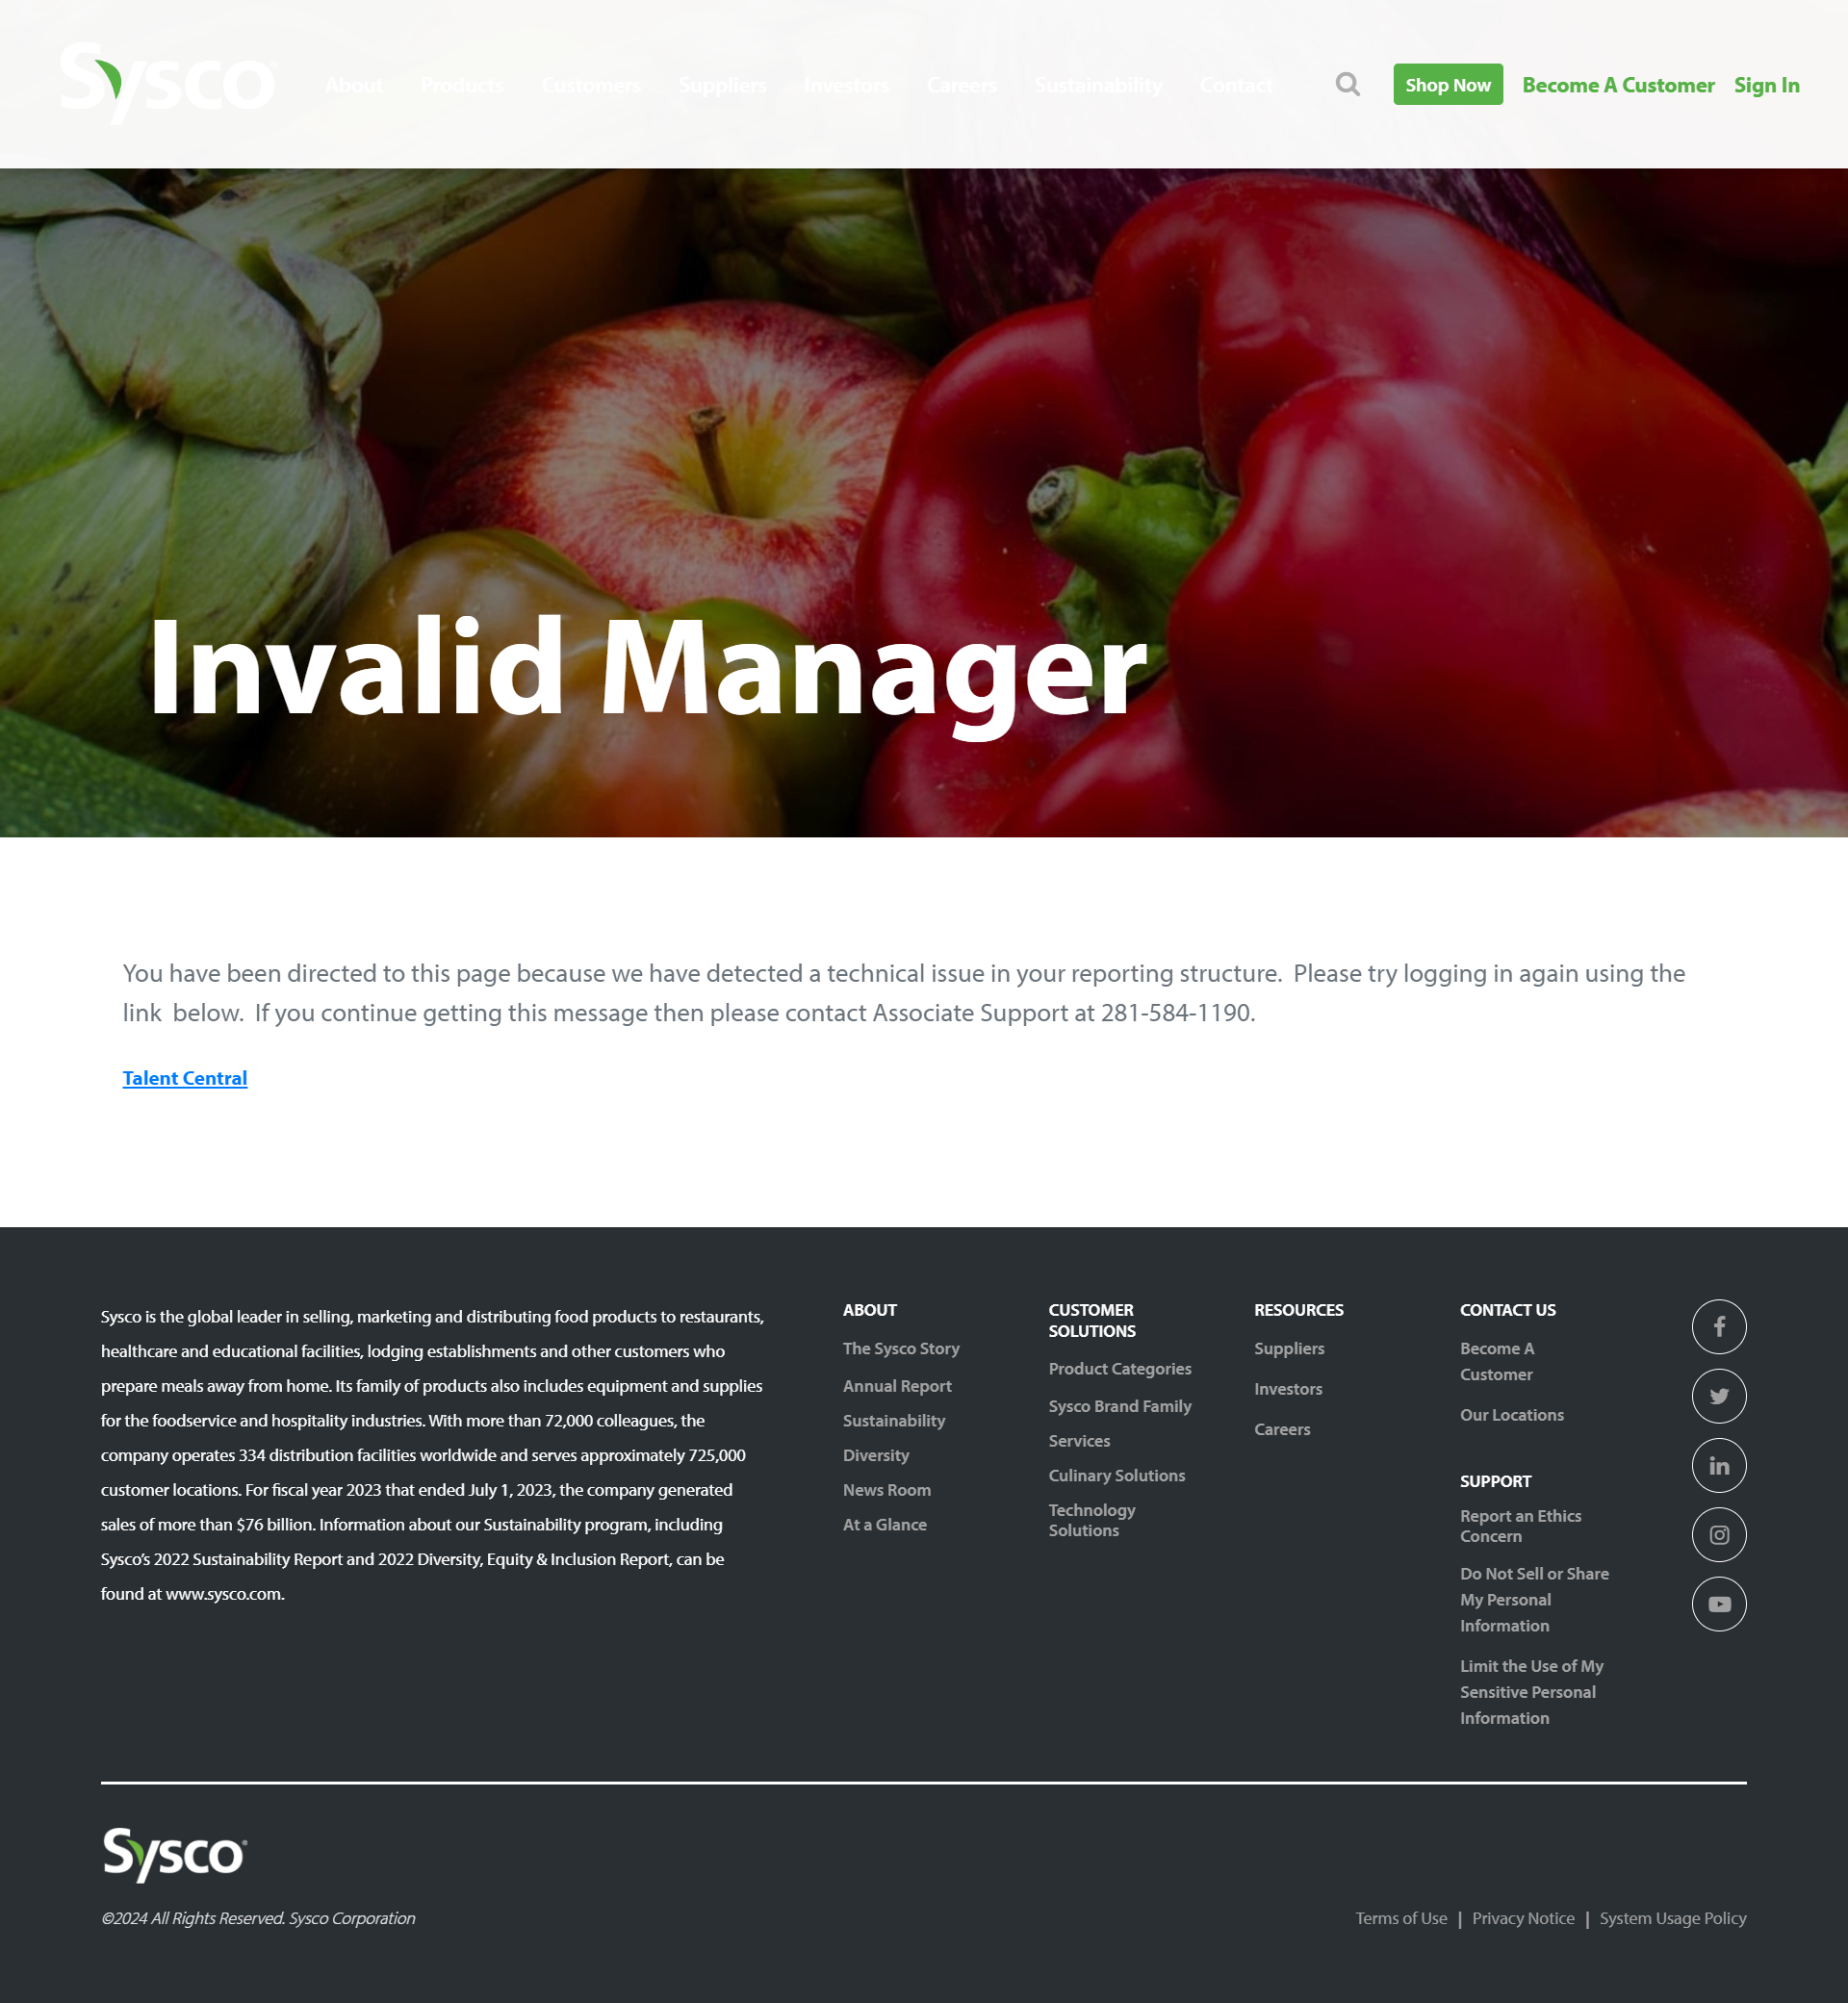 Sysco
About Products Customers Suppliers Investors Careers Sustainability Contact Shop Now Become A Customer Sign In
Invalid Manager
You have been directed to this page because we have detected a technical issue in your reporting structure.  Please try logging in again using the
link  below.  If you continue getting this message then please contact Associate Support at 281-584-1190.
Talent Central
Sysco is the global leader in selling, marketing and distributing food products to restaurants,
healthcare and educational facilities, lodging establishments and other customers who
prepare meals away from home. Its family of products also includes equipment and supplies
for the foodservice and hospitality industries. With more than 72,000 colleagues, the
company operates 334 distribution facilities worldwide and serves approximately 725,000
customer locations. For fiscal year 2023 that ended July 1, 2023, the company generated
sales of more than $76 billion. Information about our Sustainability program, including
Sysco’s 2022 Sustainability Report and 2022 Diversity, Equity & Inclusion Report, can be
found at www.sysco.com.
ABOUT
The Sysco Story
Annual Report
Sustainability
Diversity
News Room
At a Glance
CUSTOMER
SOLUTIONS
Product Categories
Sysco Brand Family
Services
Culinary Solutions
Technology
Solutions
RESOURCES
Suppliers
Investors
Careers
CONTACT US
Become A
Customer
Our Locations
SUPPORT
Report an Ethics
Concern
Do Not Sell or Share
My Personal
Information
Limit the Use of My
Sensitive Personal
Information
Sysco®
©2024 All Rights Reserved. Sysco Corporation
Terms of Use | Privacy Notice | System Usage Policy